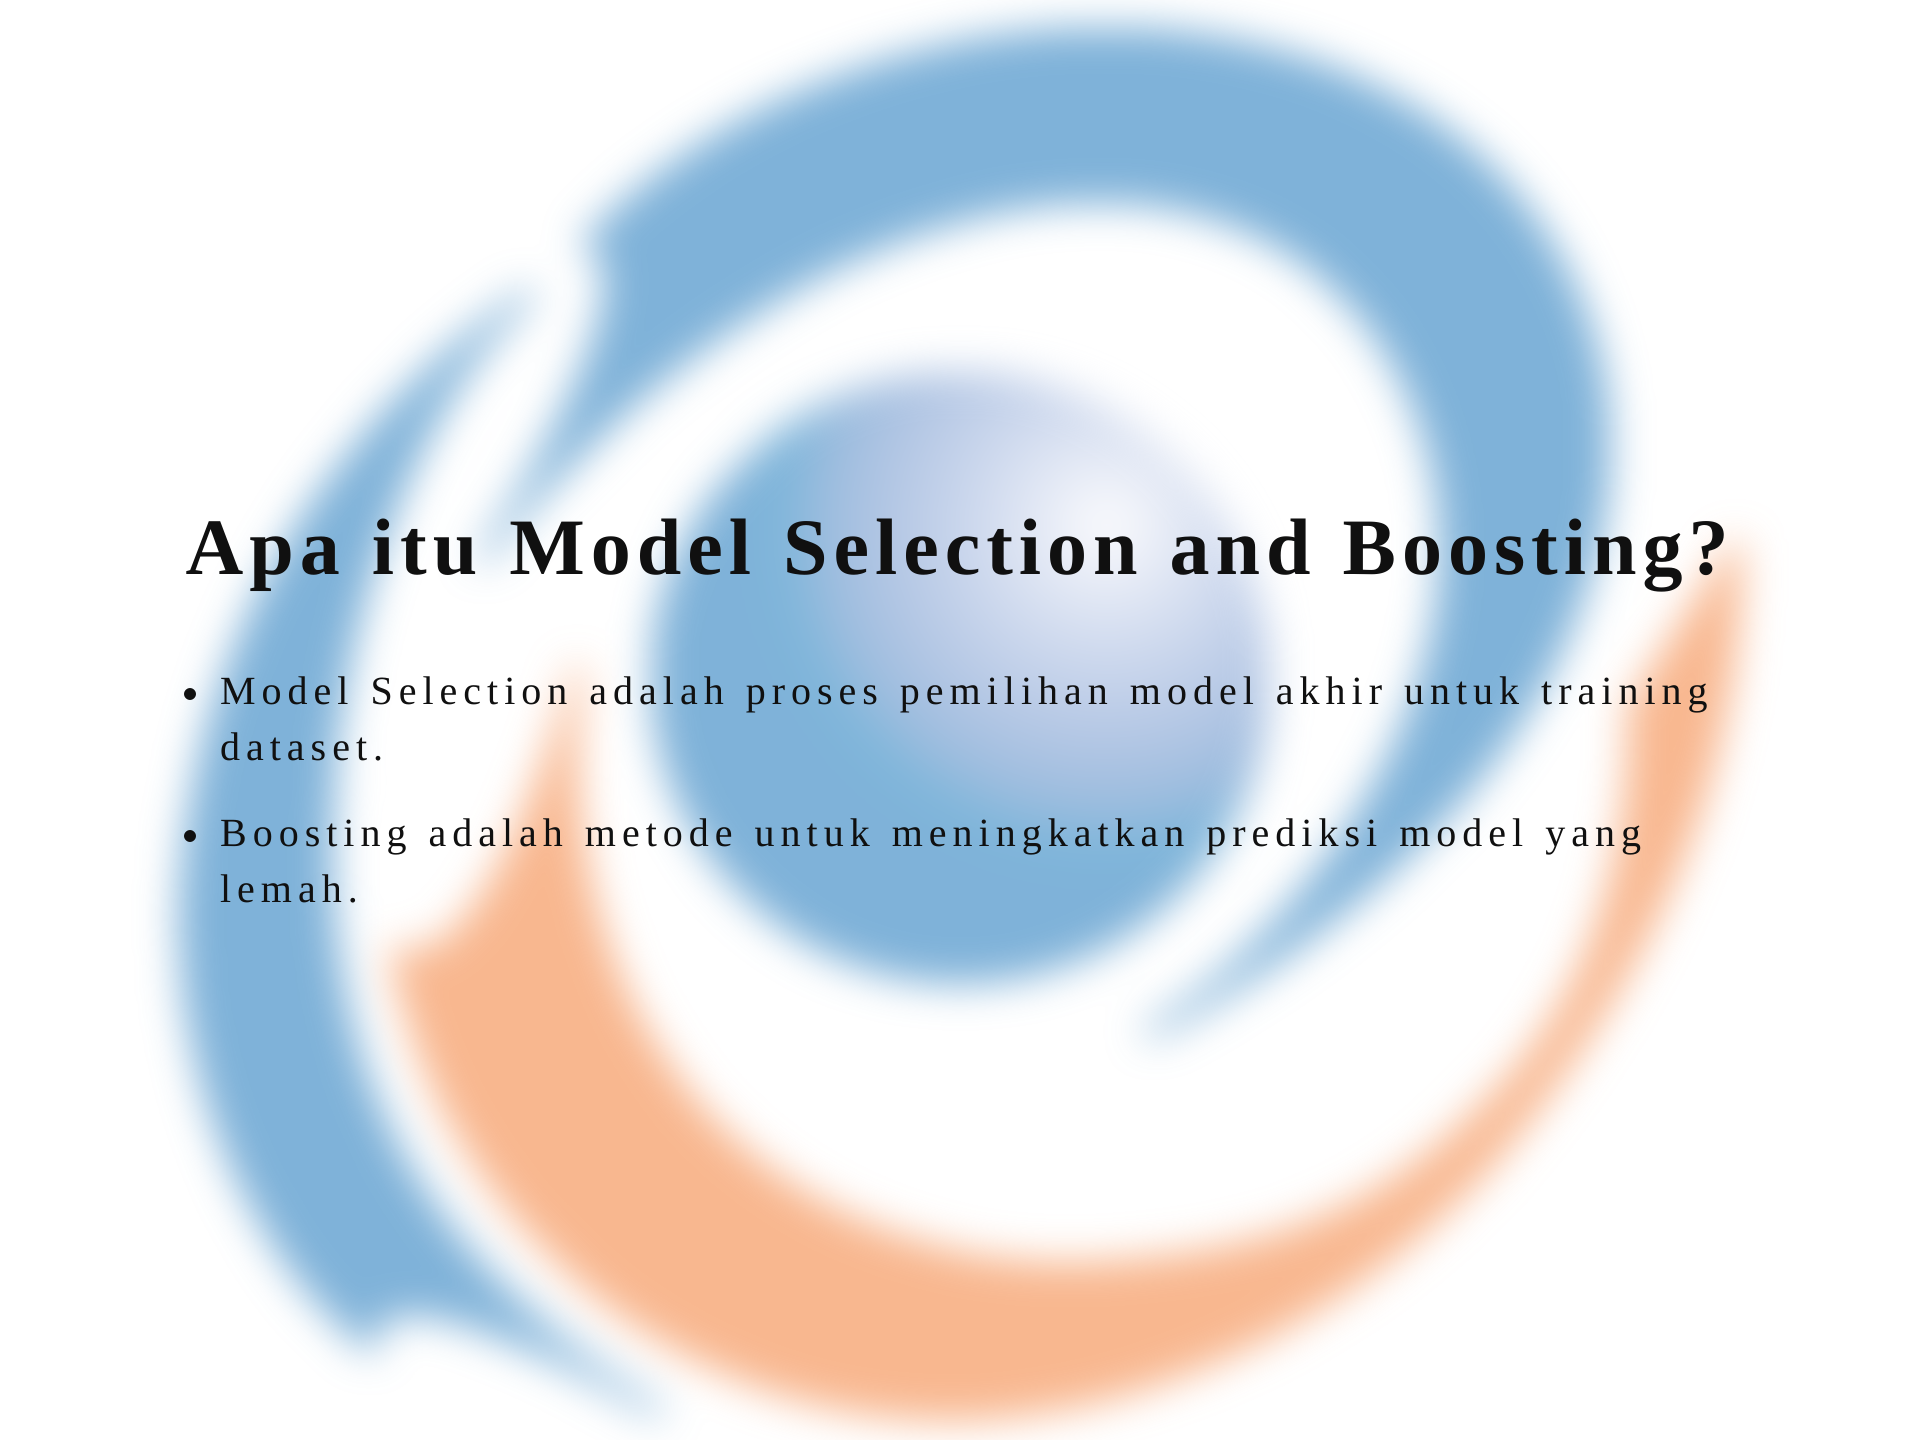 Apa itu Model Selection and Boosting?
• Model Selection adalah proses pemilihan model akhir untuk training
dataset.
• Boosting adalah metode untuk meningkatkan prediksi model yang
lemah.